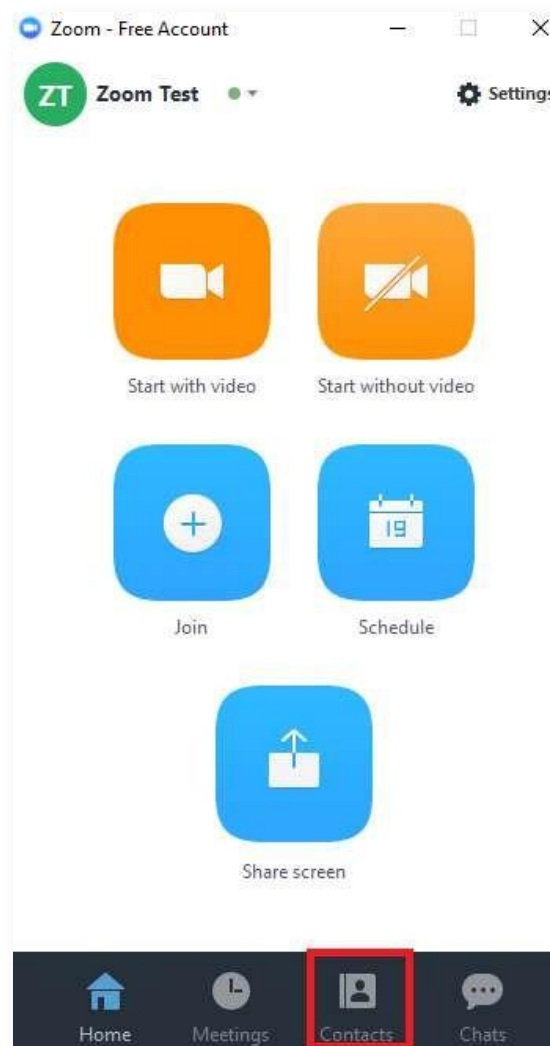 Zoom - Free Account
ZT Zoom Test Settings
Start with video Start without video
19
Join Schedule
Share screen
Home Meetings Contacts Chats